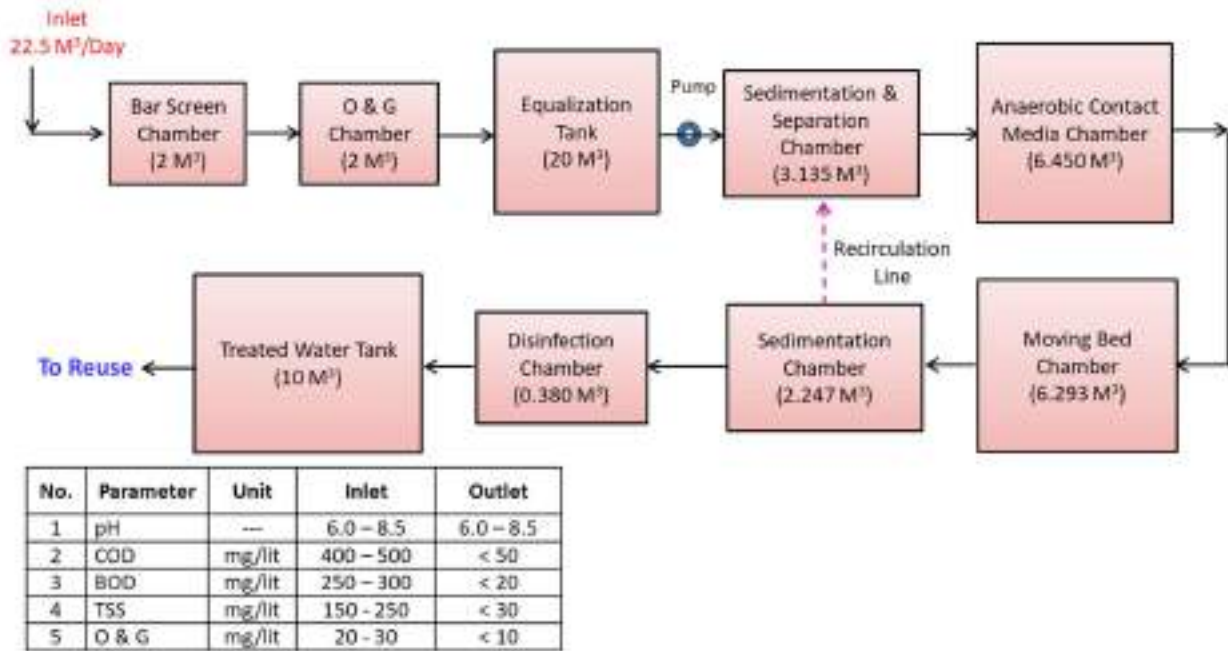 Inlet
22.5 M³/Day
Bar Screen
Chamber
(2 M³)
O & G
Chamber
(2 M³)
Equalization
Tank
(20 M³)
Pump
Sedimentation &
Separation
Chamber
(3.135 M³)
Anaerobic Contact
Media Chamber
(6.450 M³)
Recirculation
Line
To Reuse
Treated Water Tank
(10 M³)
Disinfection
Chamber
(0.380 M³)
Sedimentation
Chamber
(2.247 M³)
Moving Bed
Chamber
(6.293 M³)
No. Parameter Unit Inlet Outlet
1 pH --- 6.0 – 8.5 6.0 – 8.5
2 COD mg/lit 400 – 500 < 50
3 BOD mg/lit 250 – 300 < 20
4 TSS mg/lit 150 - 250 < 30
5 O & G mg/lit 20 - 30 < 10